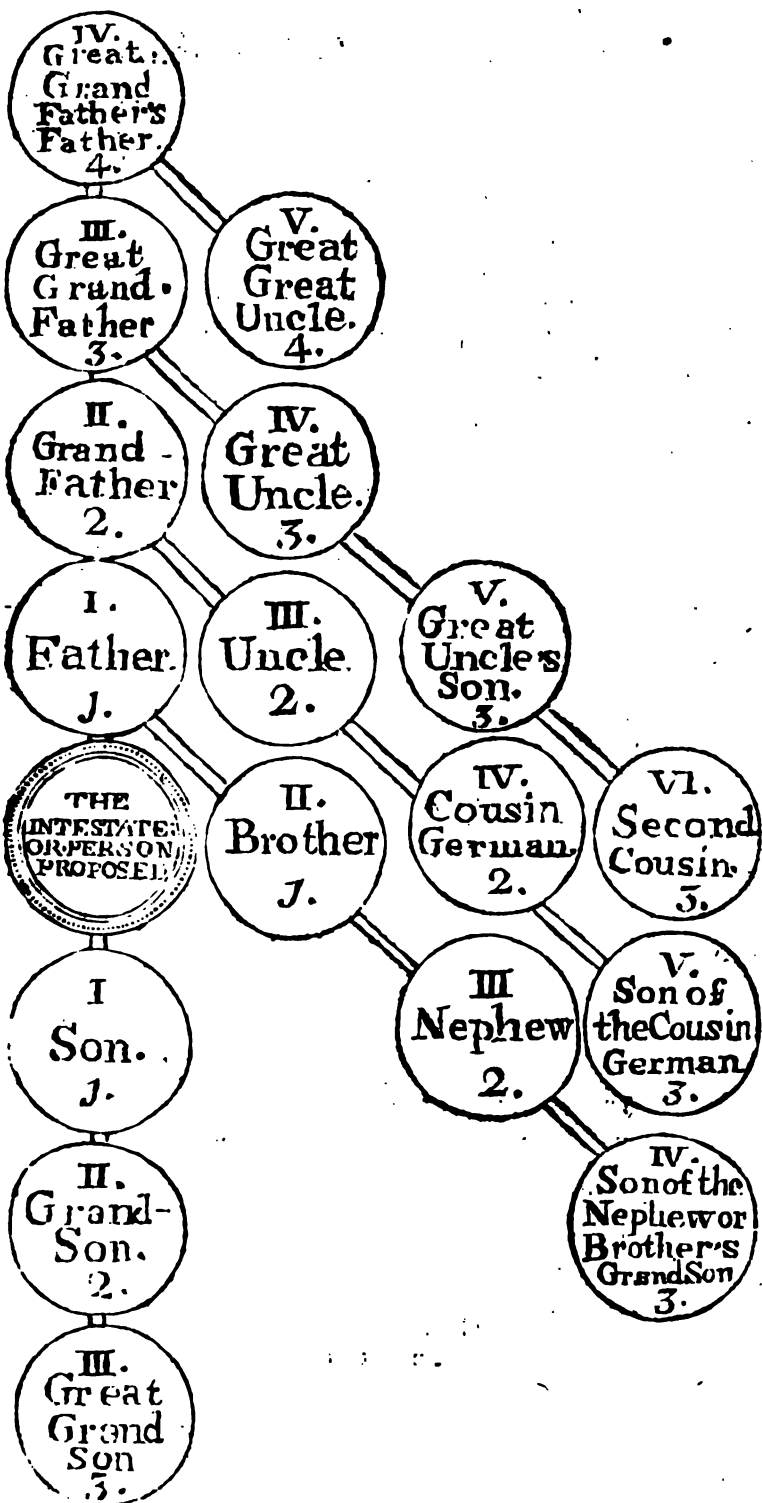 IV.
Great
Grand
Father's
Father.
4.
III.
Great
Grand
Father
3.
V.
Great
Great
Uncle.
4.
II.
Grand-
Father
2.
IV.
Great
Uncle.
3.
I.
Father.
1.
III.
Uncle.
2.
V.
Great
Uncle's
Son.
3.
THE
INTESTATE
OR PERSON
PROPOSED
II.
Brother
1.
IV.
Cousin
German.
2.
VI.
Second
Cousin.
3.
I
Son.
1.
III
Nephew
2.
V.
Son of
the Cousin
German
3.
II.
Grand-
Son.
2.
IV.
Son of the
Nephew or
Brother's
Grand Son
3.
III.
Great
Grand
Son
3.